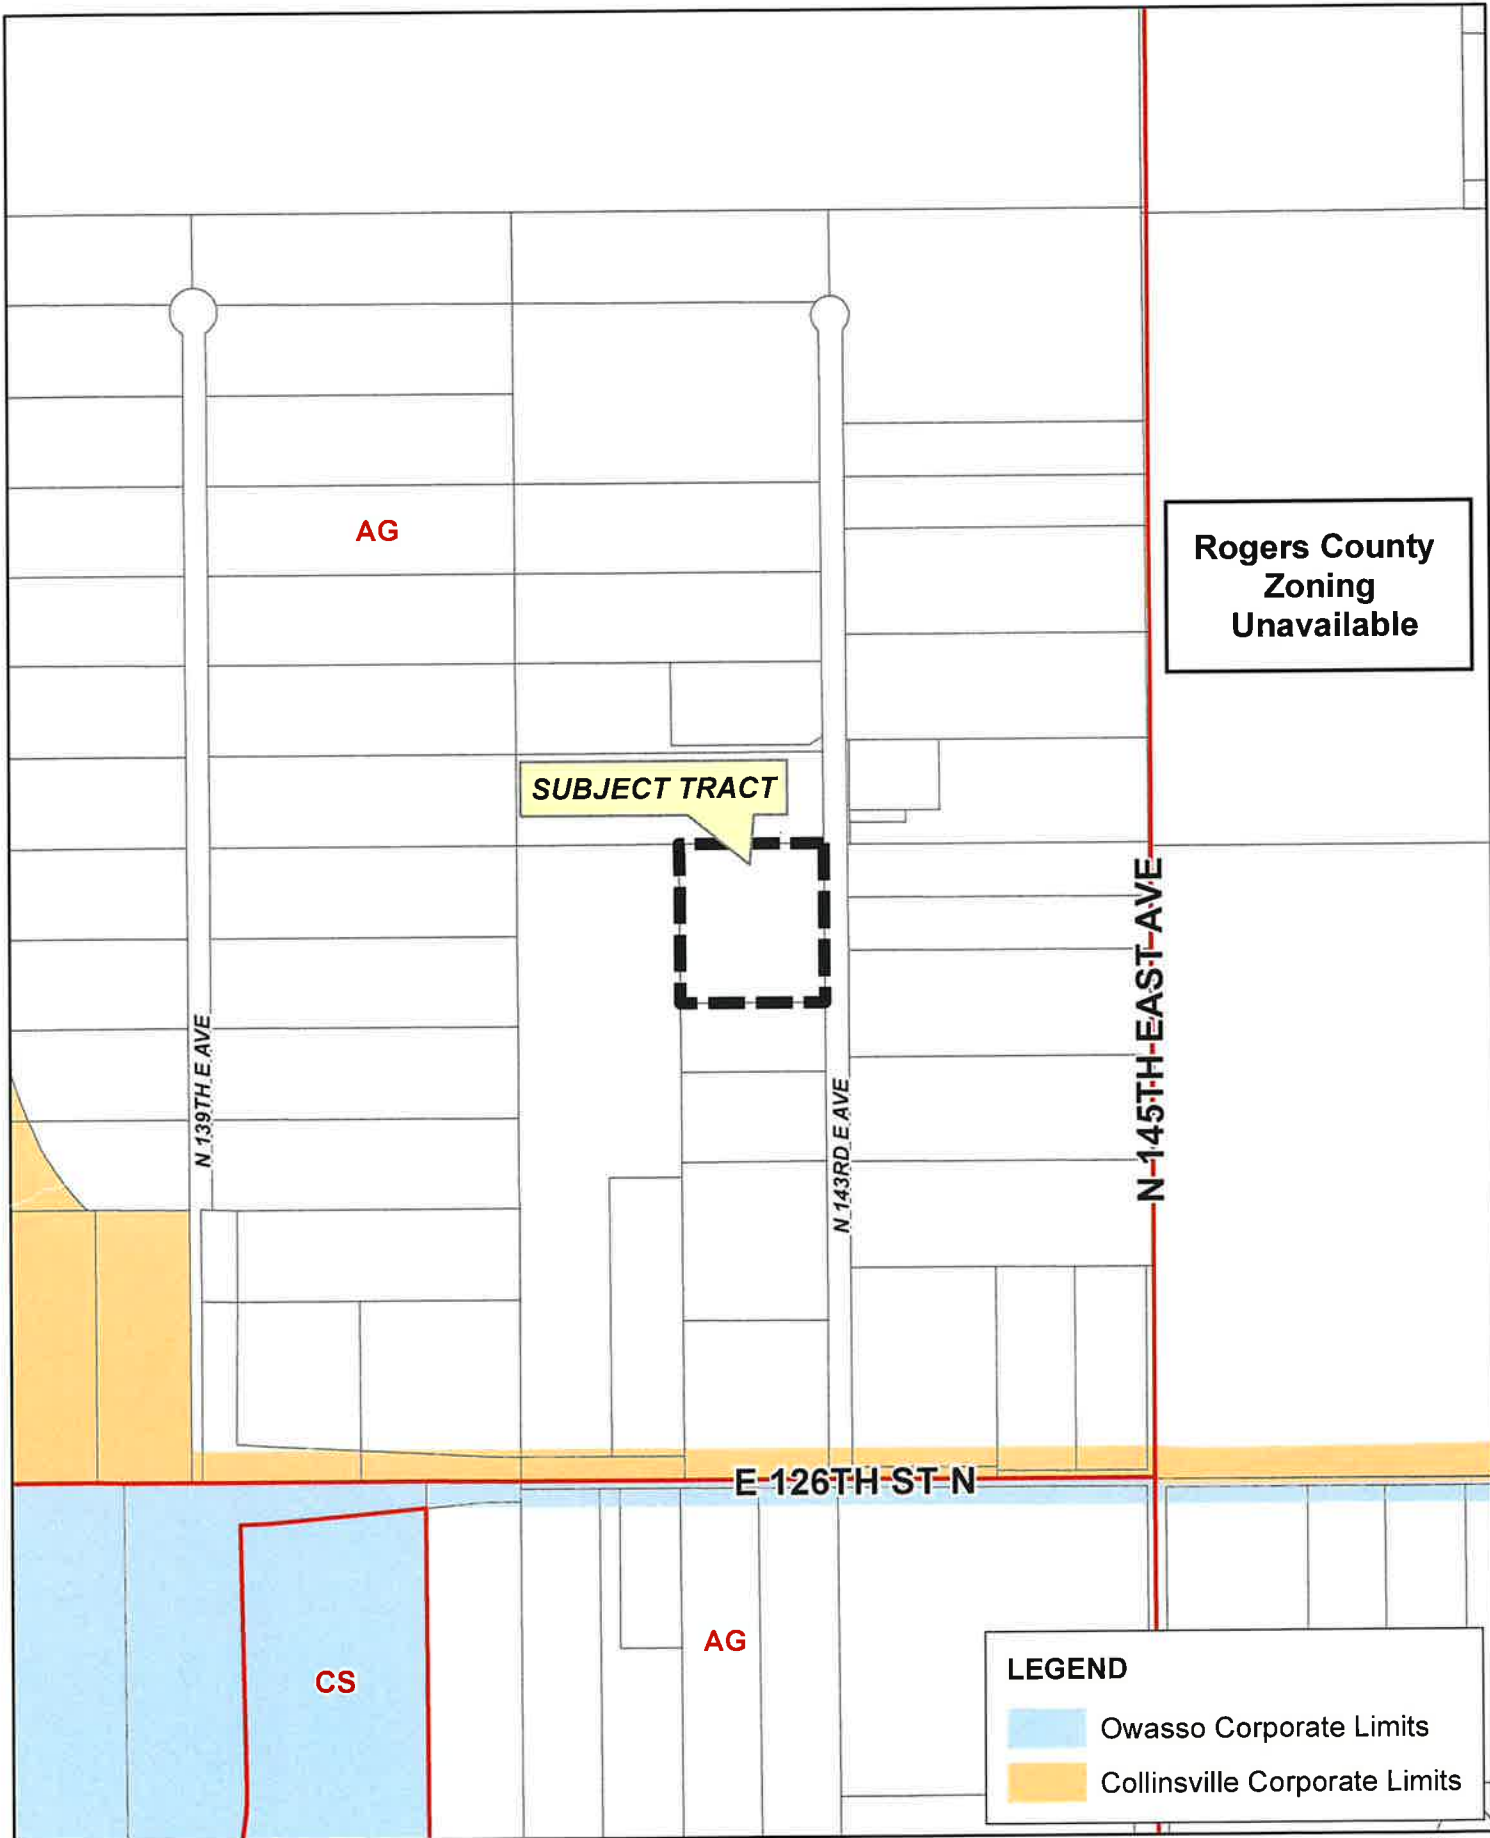 AG
Rogers County
Zoning
Unavailable
SUBJECT TRACT
N 145TH EAST AVE
N 139TH E AVE
N 143RD E AVE
E 126TH ST N
CS
AG
LEGEND
Owasso Corporate Limits
Collinsville Corporate Limits